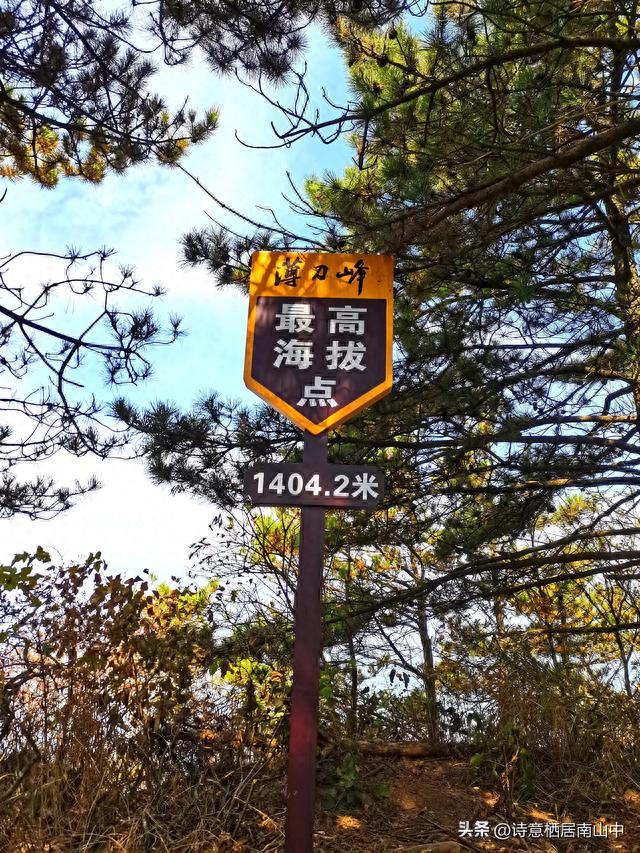 薄刀峰
最高
海拔
点
1404.2米
头条 @诗意栖居南山中